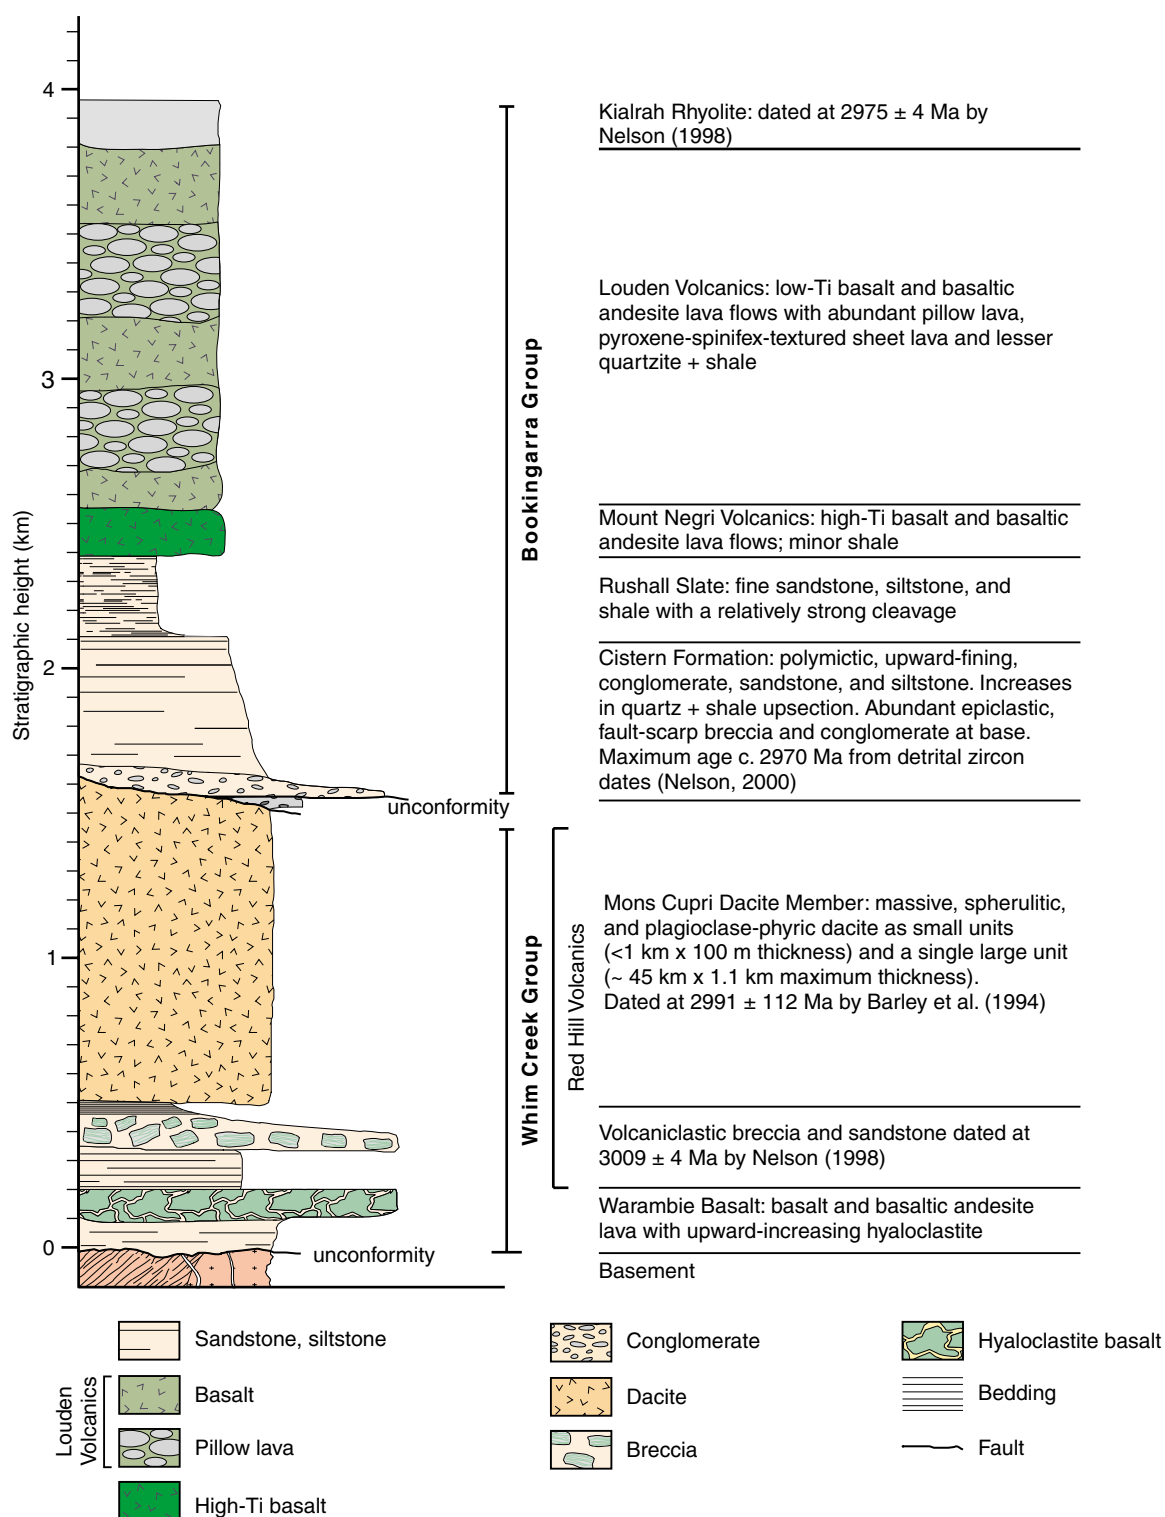 4
3
2
1
0
Stratigraphic height (km)
unconformity
unconformity
Bookingarra Group
Whim Creek Group
Red Hill Volcanics
Kialrah Rhyolite: dated at 2975 ± 4 Ma by
Nelson (1998)
Louden Volcanics: low-Ti basalt and basaltic
andesite lava flows with abundant pillow lava,
pyroxene-spinifex-textured sheet lava and lesser
quartzite + shale
Mount Negri Volcanics: high-Ti basalt and basaltic
andesite lava flows; minor shale
Rushall Slate: fine sandstone, siltstone, and
shale with a relatively strong cleavage
Cistern Formation: polymictic, upward-fining,
conglomerate, sandstone, and siltstone. Increases
in quartz + shale upsection. Abundant epiclastic,
fault-scarp breccia and conglomerate at base.
Maximum age c. 2970 Ma from detrital zircon
dates (Nelson, 2000)
Mons Cupri Dacite Member: massive, spherulitic,
and plagioclase-phyric dacite as small units
(<1 km x 100 m thickness) and a single large unit
(~ 45 km x 1.1 km maximum thickness).
Dated at 2991 ± 112 Ma by Barley et al. (1994)
Volcaniclastic breccia and sandstone dated at
3009 ± 4 Ma by Nelson (1998)
Warambie Basalt: basalt and basaltic andesite
lava with upward-increasing hyaloclastite
Basement
Sandstone, siltstone
Louden
Volcanics
Basalt
Pillow lava
High-Ti basalt
Conglomerate
Dacite
Breccia
Hyaloclastite basalt
Bedding
Fault